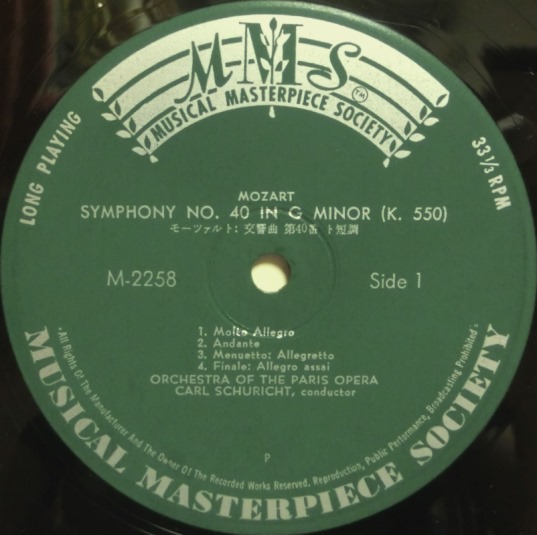 MMS
TM
MUSICAL MASTERPIECE SOCIETY
LONG PLAYING
33⅓ RPM
MOZART
SYMPHONY NO. 40 IN G MINOR (K. 550)
モーツァルト: 交響曲 第40番 ト短調
M-2258
Side 1
1. Molto Allegro
2. Andante
3. Menuetto: Allegretto
4. Finale: Allegro assai
ORCHESTRA OF THE PARIS OPERA
CARL SCHURICHT, conductor
P
All Rights Of The Manufacturer And The Owner Of The Recorded Works Reserved. Reproduction, Public Performance, Broadcasting Prohibited
MUSICAL MASTERPIECE SOCIETY